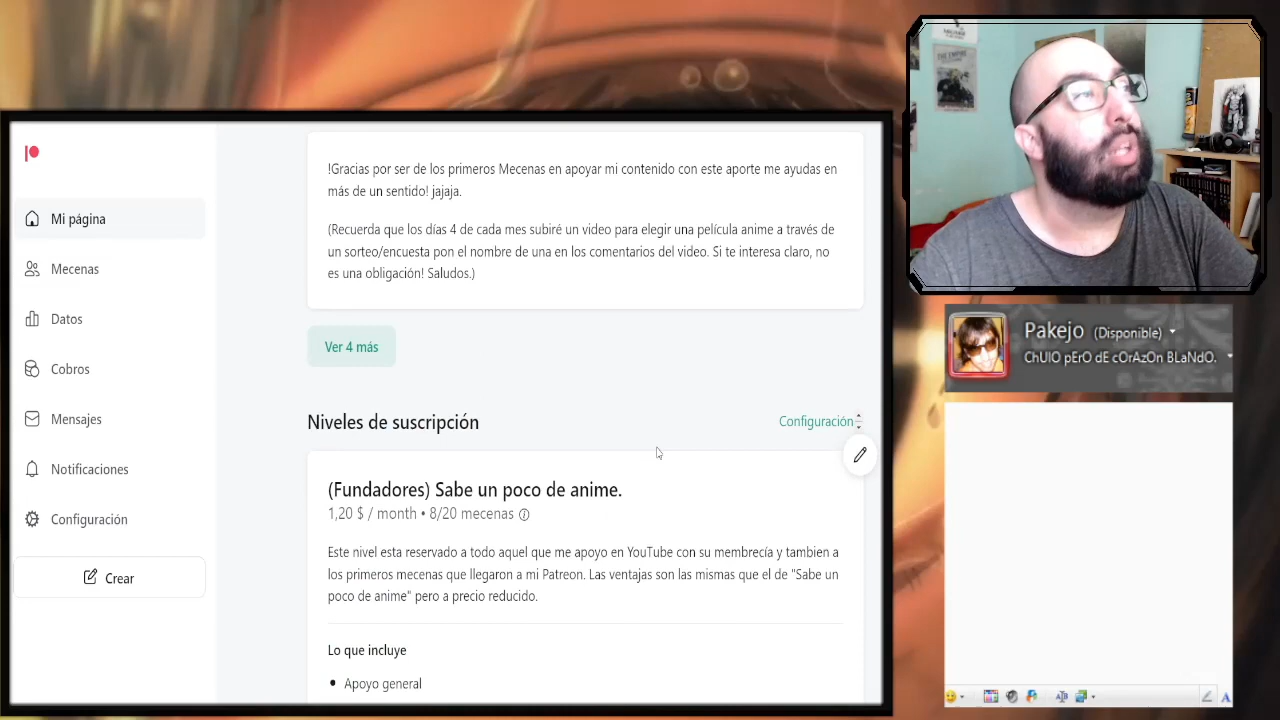 Mi página
Mecenas
Datos
Cobros
Mensajes
Notificaciones
Configuración
Crear
!Gracias por ser de los primeros Mecenas en apoyar mi contenido con este aporte me ayudas en
más de un sentido! jajaja.
(Recuerda que los días 4 de cada mes subiré un video para elegir una película anime a través de
un sorteo/encuesta pon el nombre de una en los comentarios del video. Si te interesa claro, no
es una obligación! Saludos.)
Ver 4 más
Niveles de suscripción
Configuración
(Fundadores) Sabe un poco de anime.
1,20 $ / month • 8/20 mecenas
Este nivel esta reservado a todo aquel que me apoyo en YouTube con su membrecía y tambien a
los primeros mecenas que llegaron a mi Patreon. Las ventajas son las mismas que el de "Sabe un
poco de anime" pero a precio reducido.
Lo que incluye
• Apoyo general
THE EMPIRE
Pakejo (Disponible)
ChUlO pErO dE cOrAzOn BLaNdO.